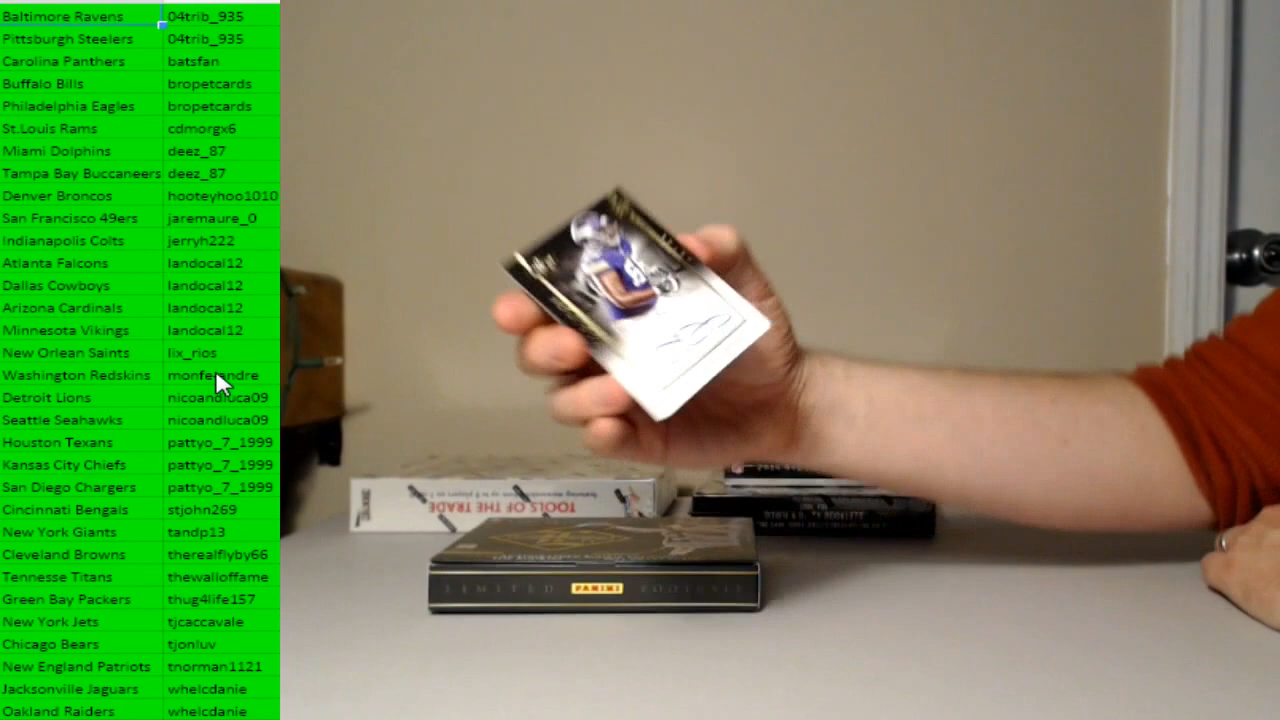 Baltimore Ravens 04trib_935
Pittsburgh Steelers 04trib_935
Carolina Panthers batsfan
Buffalo Bills bropetcards
Philadelphia Eagles bropetcards
St.Louis Rams cdmorgx6
Miami Dolphins deez_87
Tampa Bay Buccaneers deez_87
Denver Broncos hooteyhoo1010
San Francisco 49ers jaremaure_0
Indianapolis Colts jerryh222
Atlanta Falcons landocal12
Dallas Cowboys landocal12
Arizona Cardinals landocal12
Minnesota Vikings landocal12
New Orlean Saints lix_rios
Washington Redskins
Detroit Lions nicoandluca09
Seattie Seahawks nicoandluca09
Houston Texans pattyo_7_1999
Kansas City Chiefs pattyo_7_1999
San Diego Chargers pattyo_7_1999
Cincinnati Bengals stjohn269
New York Giants tandp13
Cleveland Browns therealflyby66
Tennesse Titans thewalloffame
Green Bay Packers thug4life157
New York Jets tjcaccavale
Chicago Bears tjonluv
New England Patriots tnorman1121
Jacksonville Jaguars whelcdanie
Oakland Raiders whelcdanie
TOOLS OF THE TRADE
LIMITED PANINI FOOTBALL